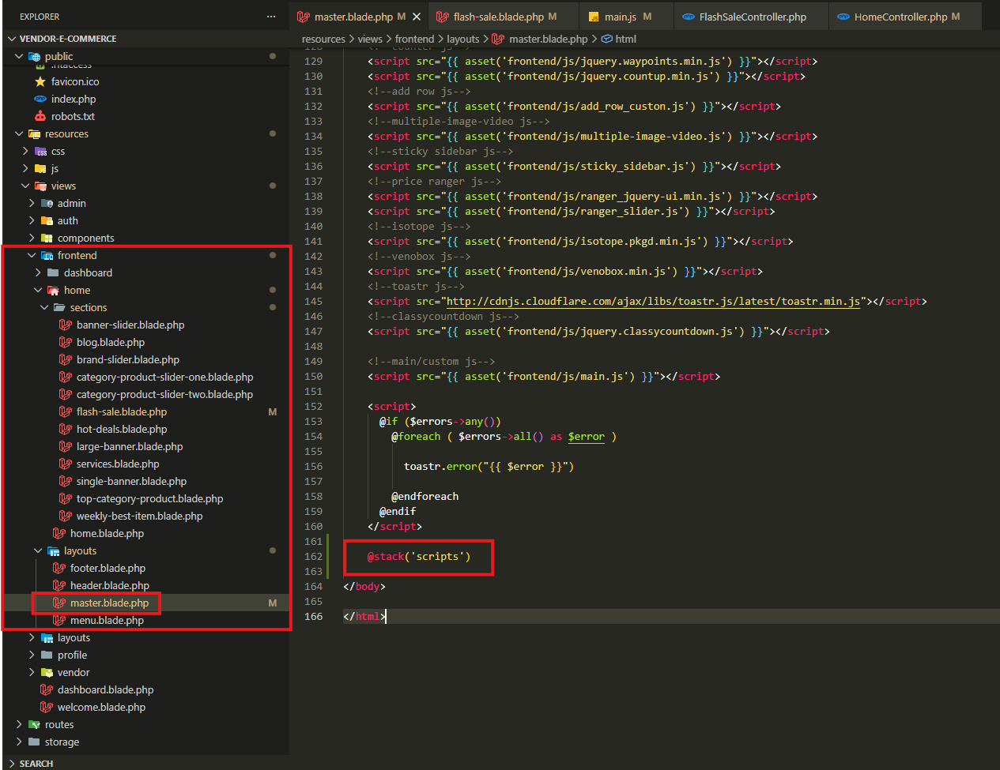 EXPLORER
VENDOR-E-COMMERCE
public
.htaccess
favicon.ico
index.php
robots.txt
resources
css
js
views
admin
auth
components
frontend
dashboard
home
sections
banner-slider.blade.php
blog.blade.php
brand-slider.blade.php
category-product-slider-one.blade.php
category-product-slider-two.blade.php
flash-sale.blade.php M
hot-deals.blade.php
large-banner.blade.php
services.blade.php
single-banner.blade.php
top-category-product.blade.php
weekly-best-item.blade.php
home.blade.php
layouts
footer.blade.php
header.blade.php
master.blade.php M
menu.blade.php
layouts
profile
vendor
dashboard.blade.php
welcome.blade.php
routes
storage
SEARCH
master.blade.php M
flash-sale.blade.php M
main.js M
FlashSaleController.php
HomeController.php M
resources > views > frontend > layouts > master.blade.php > html
128 <!--counter js-->
129 <script src="{{ asset('frontend/js/jquery.waypoints.min.js') }}"></script>
130 <script src="{{ asset('frontend/js/jquery.countup.min.js') }}"></script>
131 <!--add row js-->
132 <script src="{{ asset('frontend/js/add_row_custon.js') }}"></script>
133 <!--multiple-image-video js-->
134 <script src="{{ asset('frontend/js/multiple-image-video.js') }}"></script>
135 <!--sticky sidebar js-->
136 <script src="{{ asset('frontend/js/sticky_sidebar.js') }}"></script>
137 <!--price ranger js-->
138 <script src="{{ asset('frontend/js/ranger_jquery-ui.min.js') }}"></script>
139 <script src="{{ asset('frontend/js/ranger_slider.js') }}"></script>
140 <!--isotope js-->
141 <script src="{{ asset('frontend/js/isotope.pkgd.min.js') }}"></script>
142 <!--venobox js-->
143 <script src="{{ asset('frontend/js/venobox.min.js') }}"></script>
144 <!--toastr js-->
145 <script src="http://cdnjs.cloudflare.com/ajax/libs/toastr.js/latest/toastr.min.js"></script>
146 <!--classycountdown js-->
147 <script src="{{ asset('frontend/js/jquery.classycountdown.js') }}"></script>
148
149 <!--main/custom js-->
150 <script src="{{ asset('frontend/js/main.js') }}"></script>
151
152 <script>
153 @if ($errors->any())
154 @foreach ( $errors->all() as $error )
155
156 toastr.error("{{ $error }}")
157
158 @endforeach
159 @endif
160 </script>
161
162 @stack('scripts')
163
164 </body>
165
166 </html>